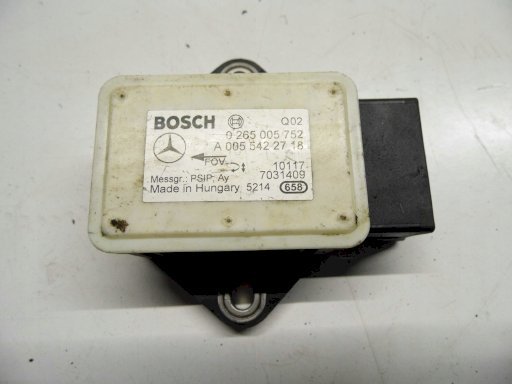 BOSCH Q02
0 265 005 752
A 005 542 27 18
FOV 10117
Messgr.: PSIP, Ay 7031409
Made in Hungary 5214 658